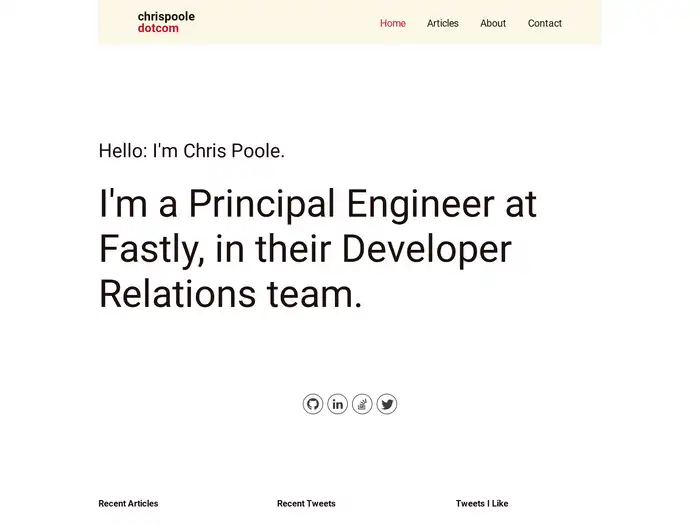 chrispoole
dotcom
Home Articles About Contact
Hello: I'm Chris Poole.
I'm a Principal Engineer at
Fastly, in their Developer
Relations team.
Recent Articles Recent Tweets Tweets I Like